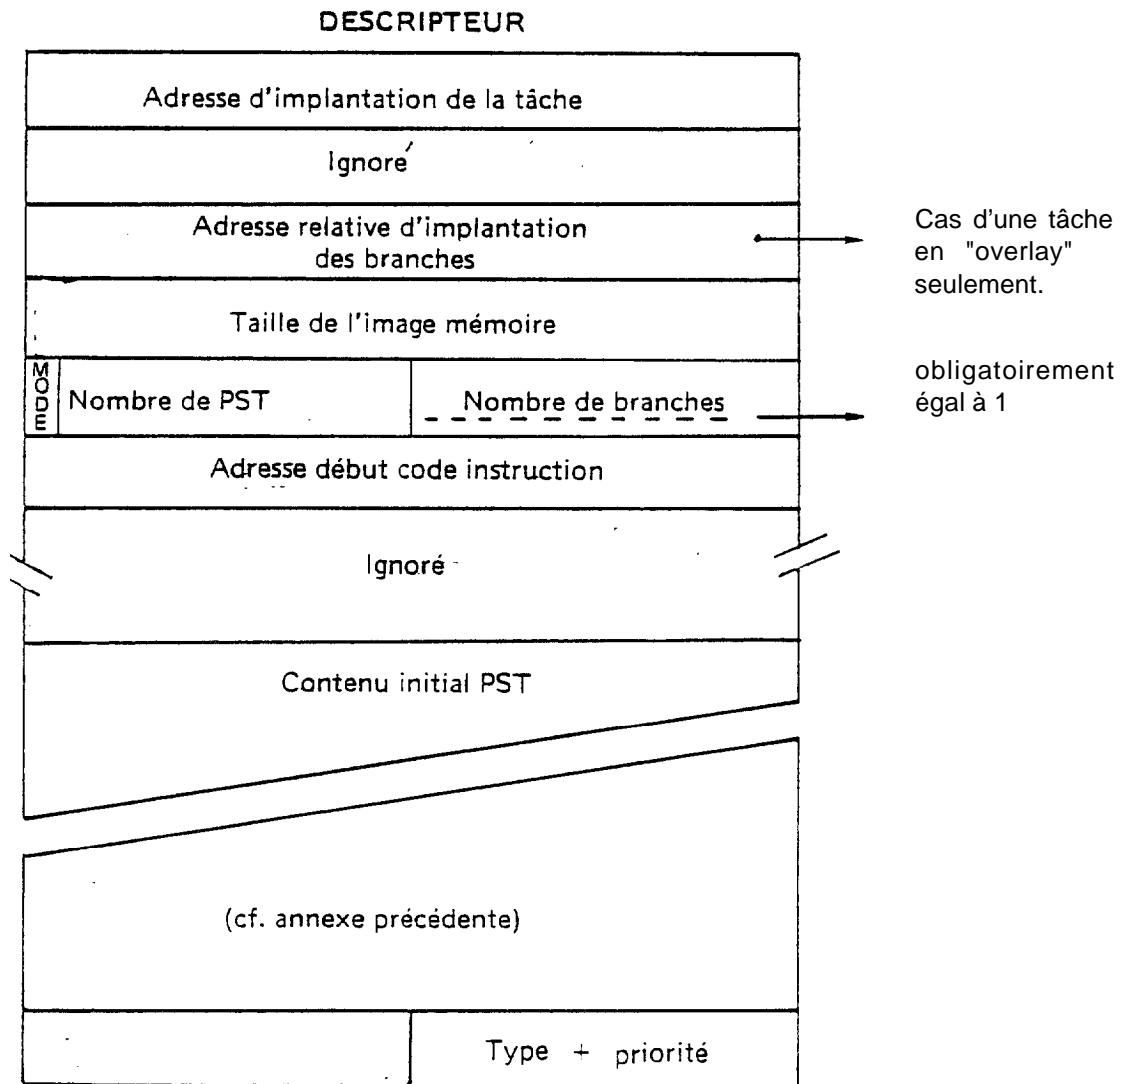 DESCRIPTEUR
Adresse d'implantation de la tâche
Ignoré
Adresse relative d'implantation
des branches
Cas d'une tâche
en "overlay"
seulement.
Taille de l'image mémoire
MODE
Nombre de PST
Nombre de branches
obligatoirement
égal à 1
Adresse début code instruction
Ignoré
Contenu initial PST
(cf. annexe précédente)
Type + priorité